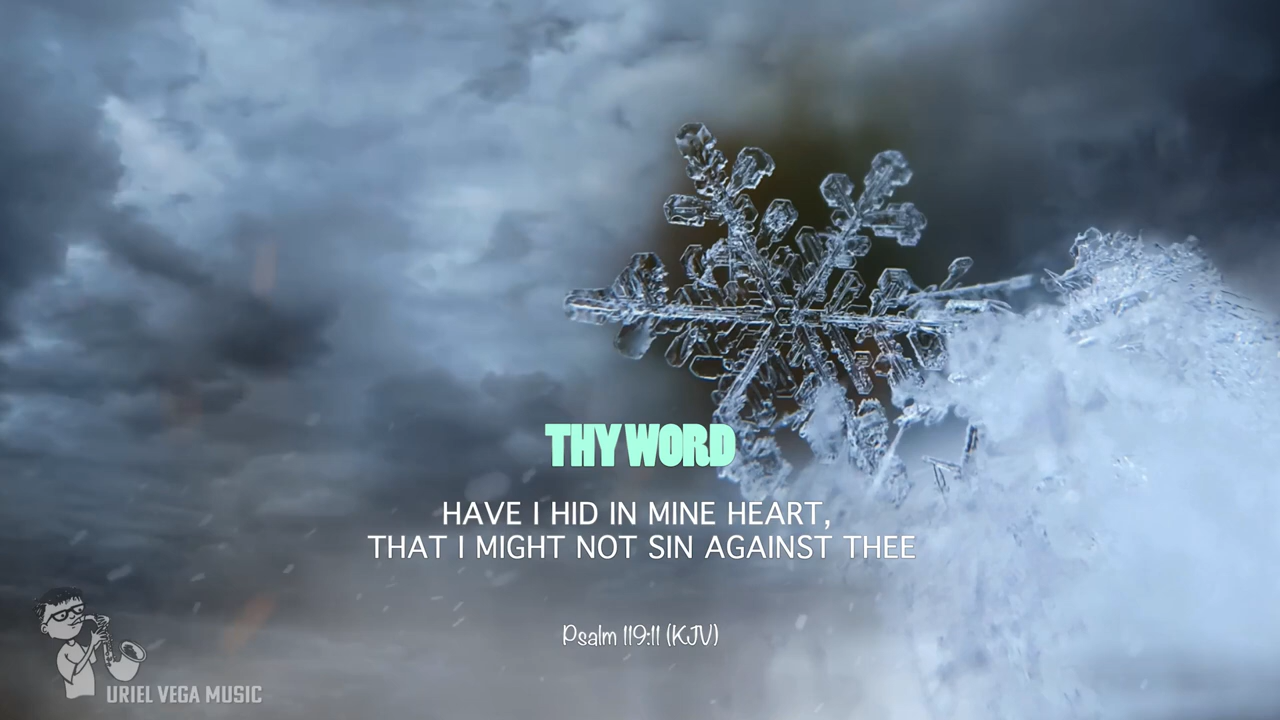 THY WORD
HAVE I HID IN MINE HEART,
THAT I MIGHT NOT SIN AGAINST THEE
Psalm 119:11 (KJV)
URIEL VEGA MUSIC